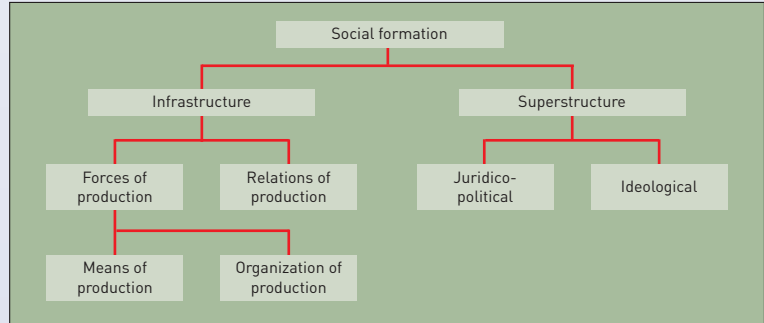 Social formation
Infrastructure
Superstructure
Forces of
production
Relations of
production
Juridico-
political
Ideological
Means of
production
Organization of
production